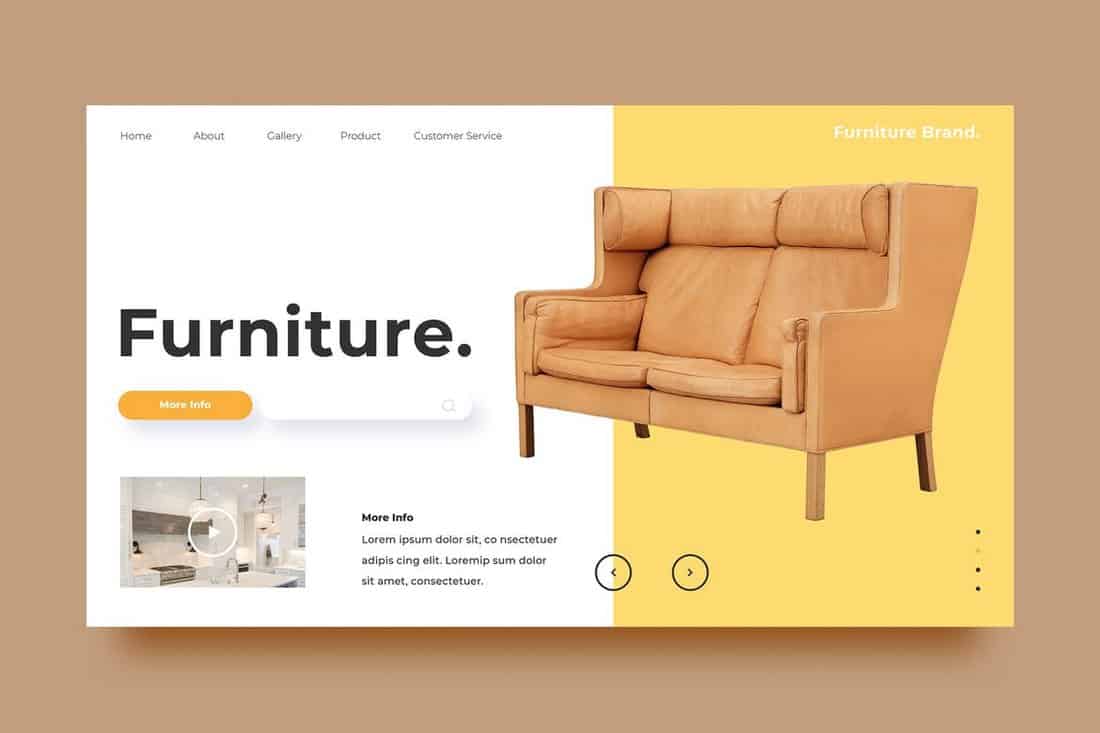 Home
About
Gallery
Product
Customer Service
Furniture Brand.
Furniture.
More Info
More Info
Lorem ipsum dolor sit, co nsectetuer
adipis cing elit. Loremip sum dolor
sit amet, consectetuer.